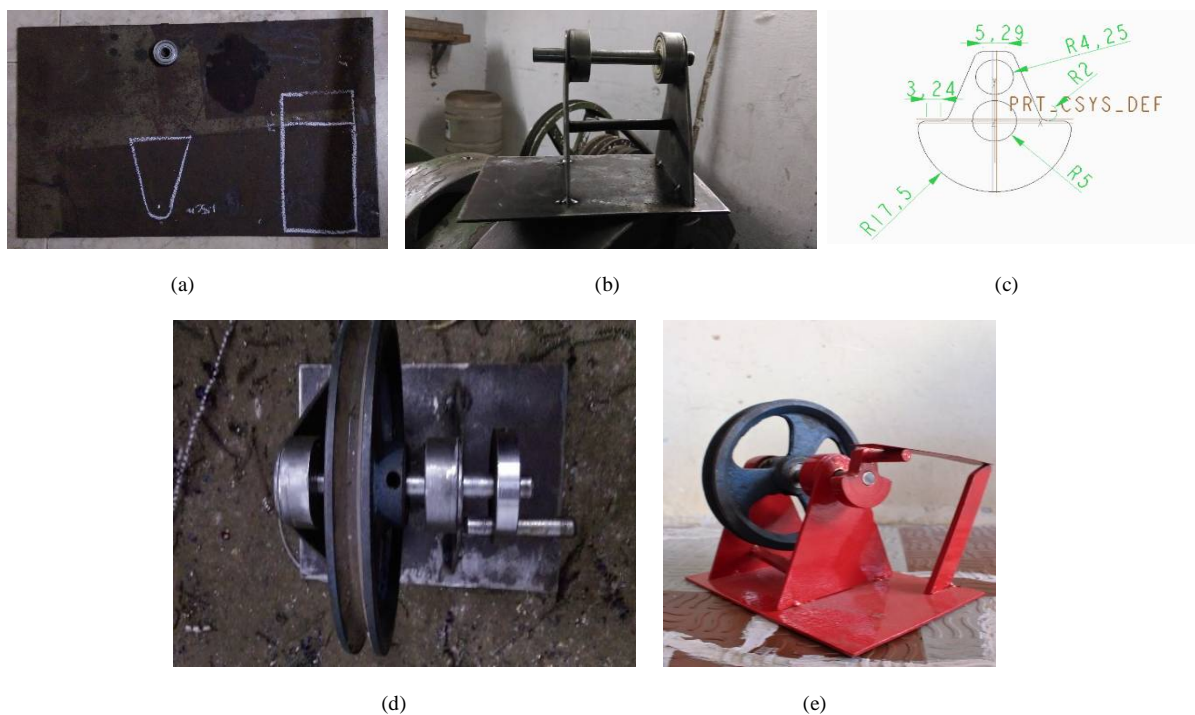 5,29
R4,25
R2
3,24
PRT_CSYS_DEF
R5
R17,5
(a)
(b)
(c)
(d)
(e)